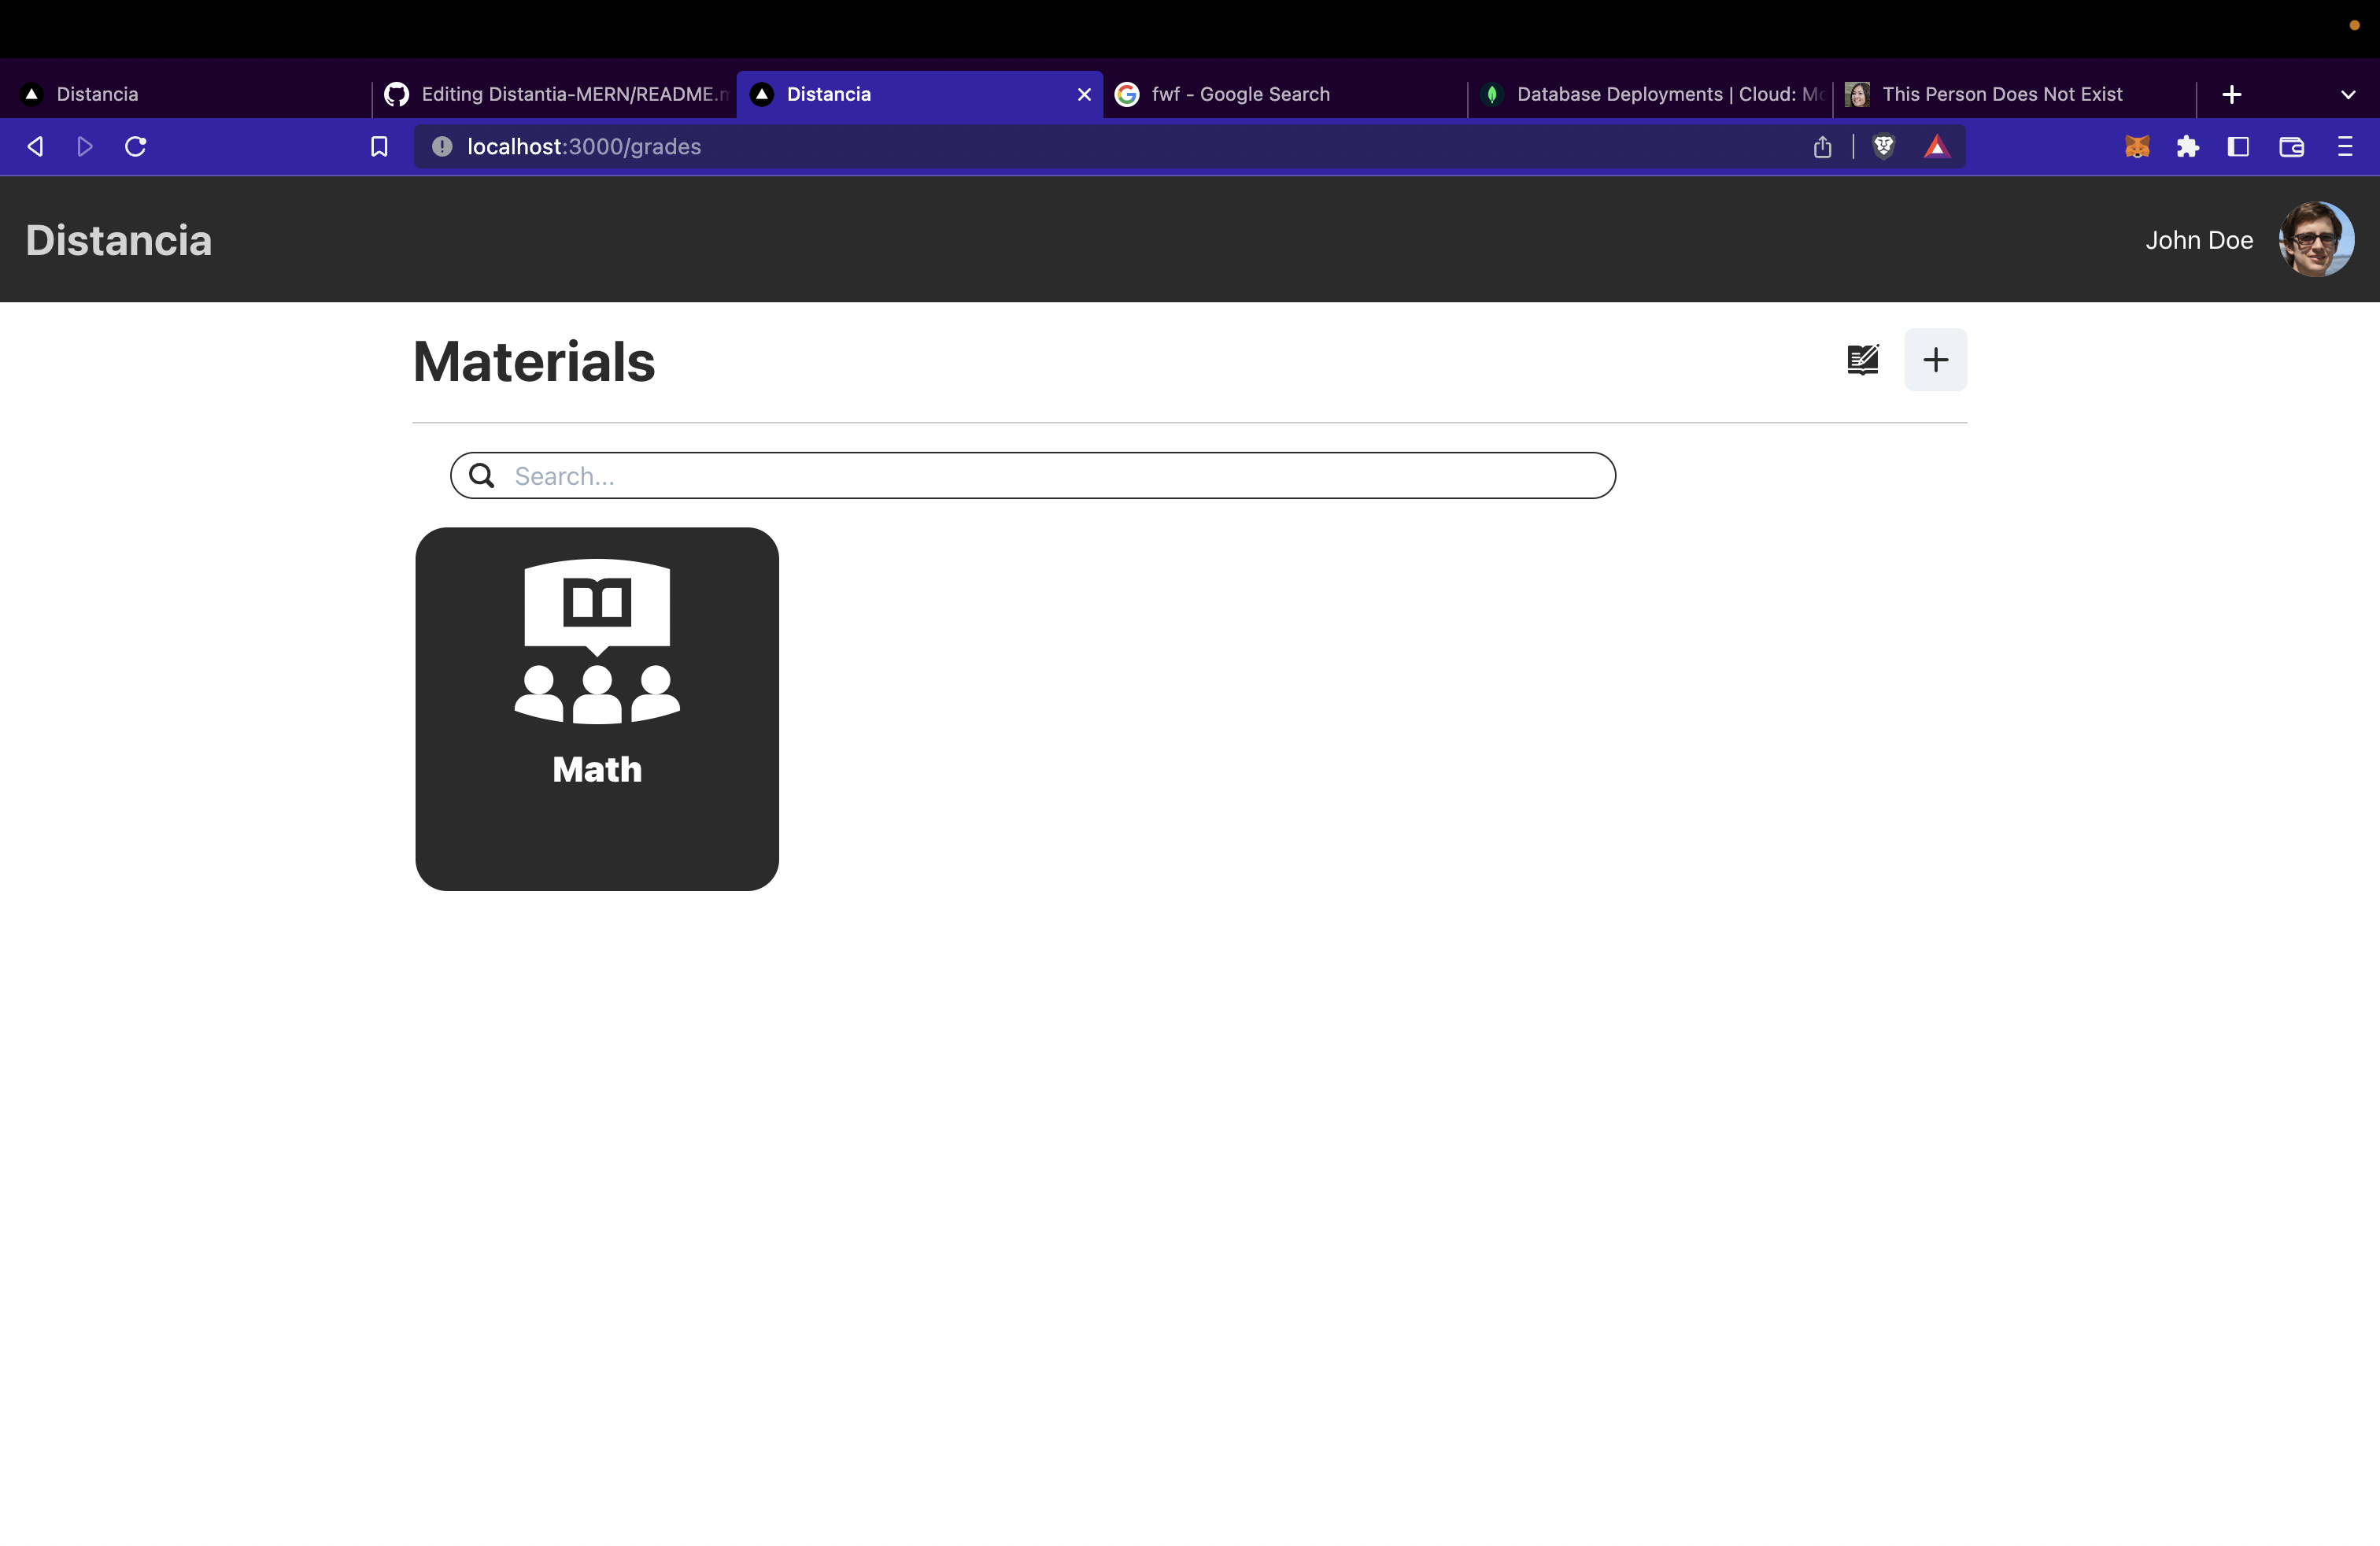 Distancia
Editing Distantia-MERN/README.
Distancia
fwf - Google Search
Database Deployments | Cloud:
This Person Does Not Exist
localhost:3000/grades
Distancia
John Doe
Materials
Search...
Math